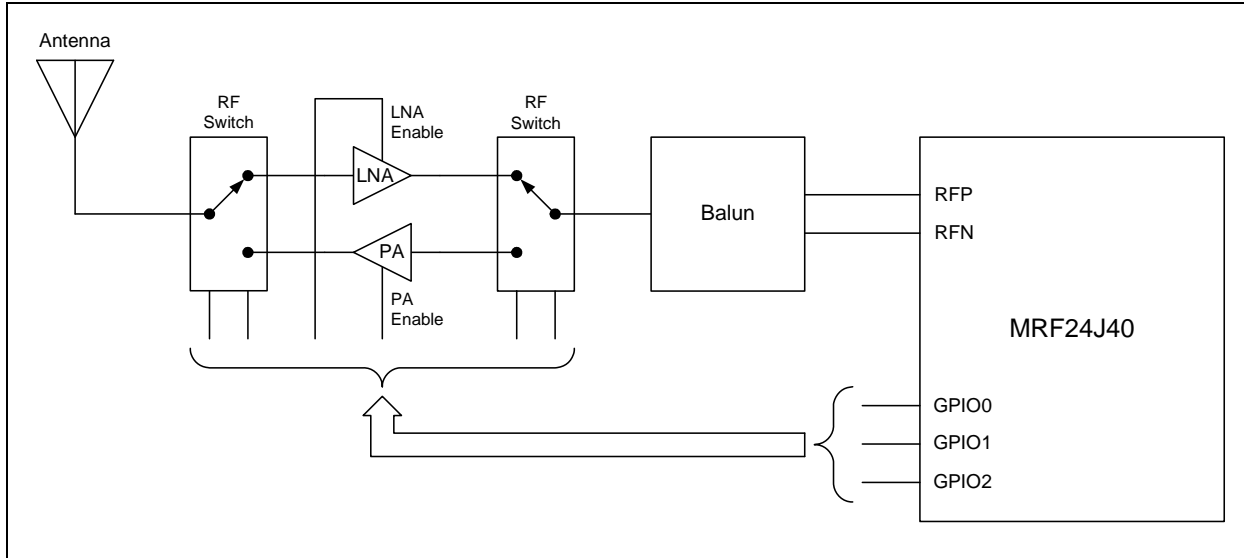 Antenna
RF
Switch
LNA
Enable
RF
Switch
LNA
PA
PA
Enable
Balun
RFP
RFN
MRF24J40
GPIO0
GPIO1
GPIO2